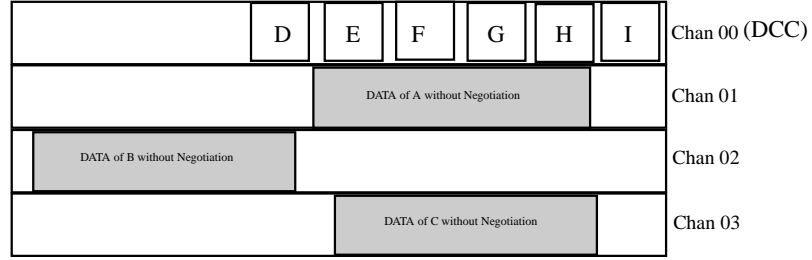 D E F G H I Chan 00 (DCC)
DATA of A without Negotiation Chan 01
DATA of B without Negotiation Chan 02
DATA of C without Negotiation Chan 03